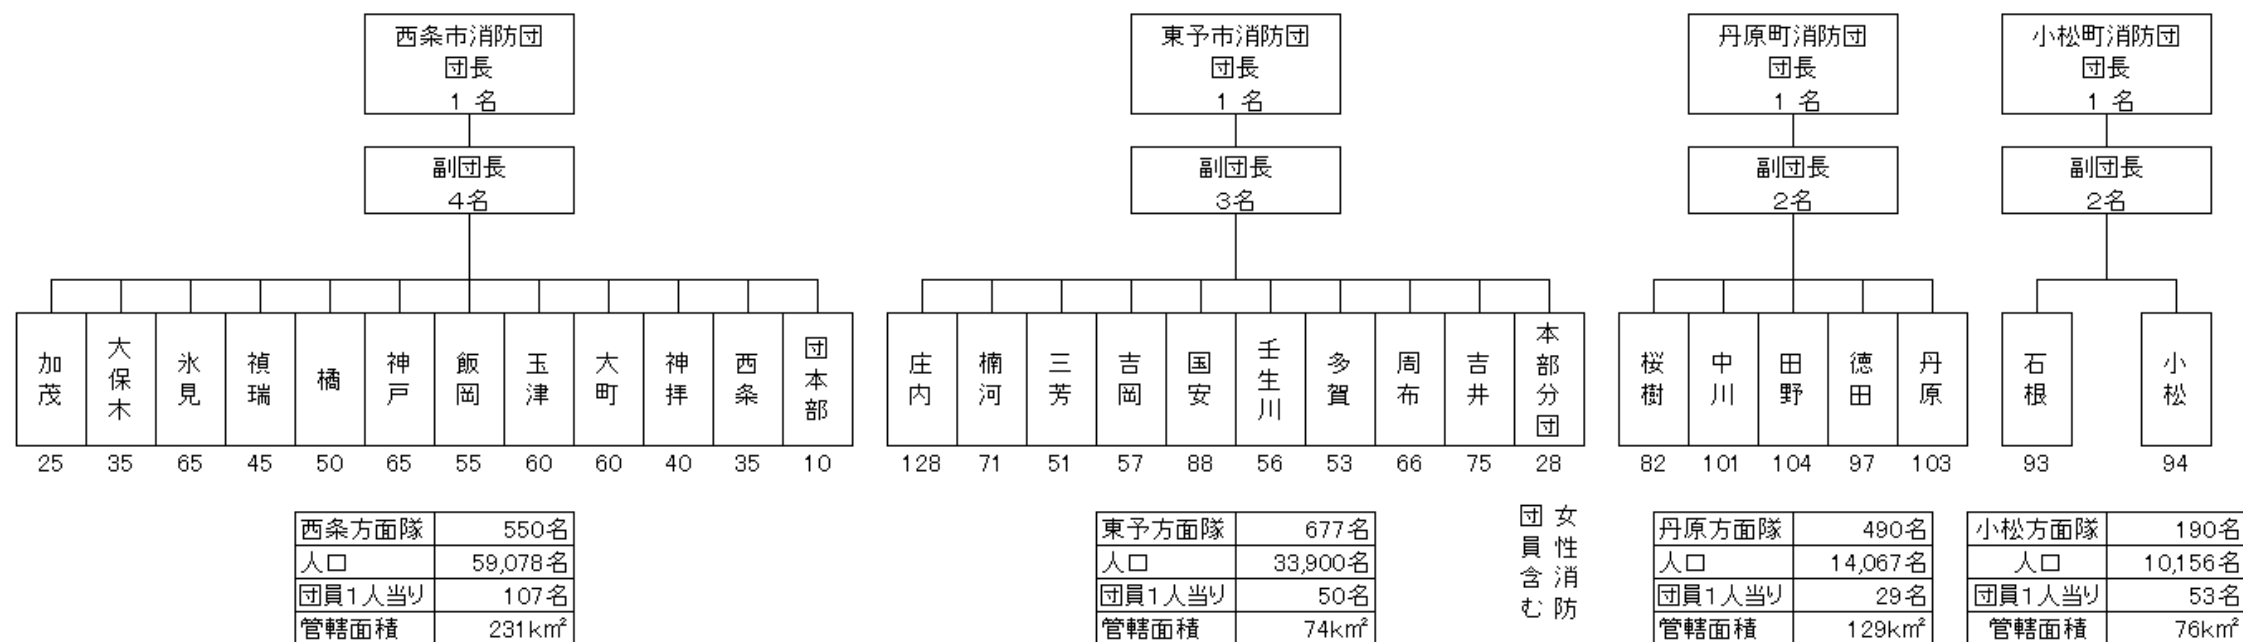 西条市消防団
団長
1 名
東予市消防団
団長
1 名
丹原町消防団
団長
1 名
小松町消防団
団長
1 名
副団長
4名
副団長
3名
副団長
2名
副団長
2名
加茂
大保木
氷見
禎瑞
橘
神戸
飯岡
玉津
大町
神拝
西条
団本部
庄内
楠河
三芳
吉岡
国安
壬生川
多賀
周布
吉井
本部分団
桜樹
中川
田野
徳田
丹原
石根
小松
25 35 65 45 50 65 55 60 60 40 35 10
128 71 51 57 88 56 53 66 75 28
82 101 104 97 103
93 94
西条方面隊 550名
人口 59,078名
団員1人当り 107名
管轄面積 231km²
東予方面隊 677名
人口 33,900名
団員1人当り 50名
管轄面積 74km²
女性消防
団員含む
丹原方面隊 490名
人口 14,067名
団員1人当り 29名
管轄面積 129km²
小松方面隊 190名
人口 10,156名
団員1人当り 53名
管轄面積 76km²